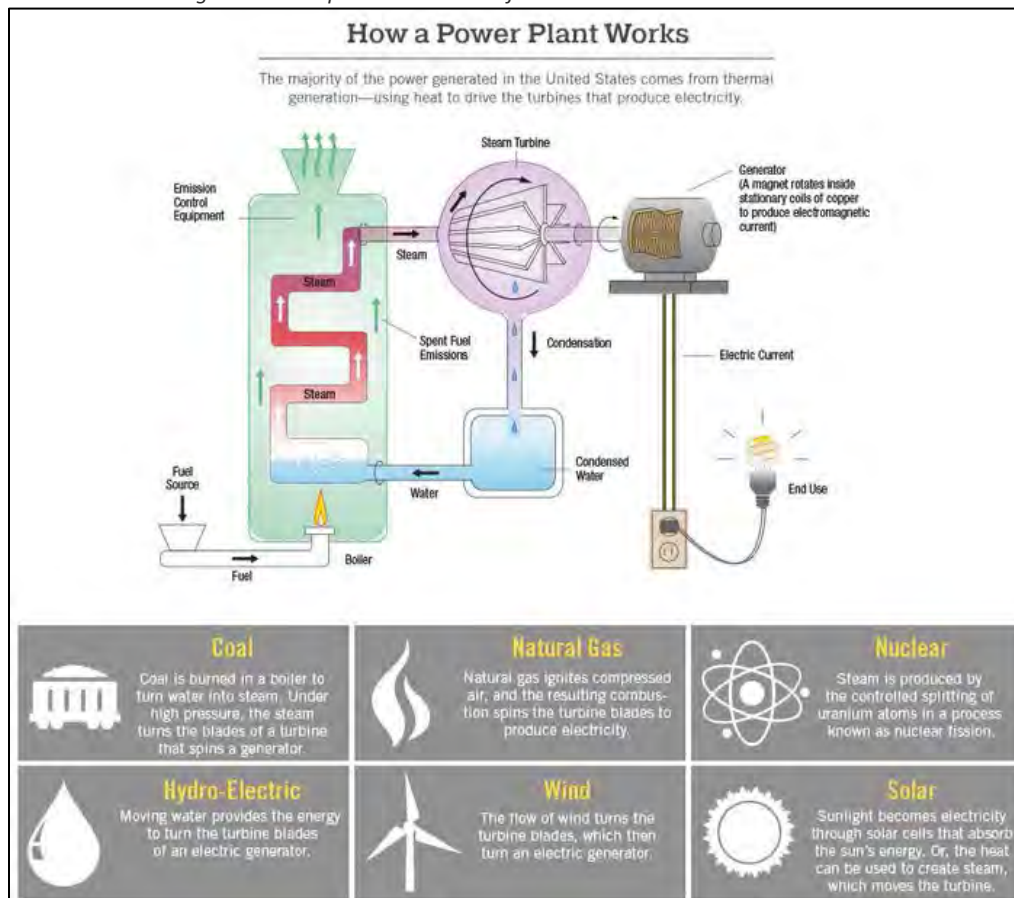 How a Power Plant Works
The majority of the power generated in the United States comes from thermal
generation—using heat to drive the turbines that produce electricity.
Steam Turbine
Generator
(A magnet rotates inside
stationary coils of copper
to produce electromagnetic
current)
Emission
Control
Equipment
Steam
Steam
Spent Fuel
Emissions
Condensation
Electric Current
Steam
Fuel
Source
Water
Condensed
Water
End Use
Boiler
Fuel
Coal
Coal is burned in a boiler to
turn water into steam. Under
high pressure, the steam
turns the blades of a turbine
that spins a generator.
Natural Gas
Natural gas ignites compressed
air, and the resulting combus-
tion spins the turbine blades to
produce electricity.
Nuclear
Steam is produced by
the controlled splitting of
uranium atoms in a process
known as nuclear fission.
Hydro-Electric
Moving water provides the energy
to turn the turbine blades
of an electric generator.
Wind
The flow of wind turns the
turbine blades, which then
turn an electric generator.
Solar
Sunlight becomes electricity
through solar cells that absorb
the sun's energy. Or, the heat
can be used to create steam,
which moves the turbine.